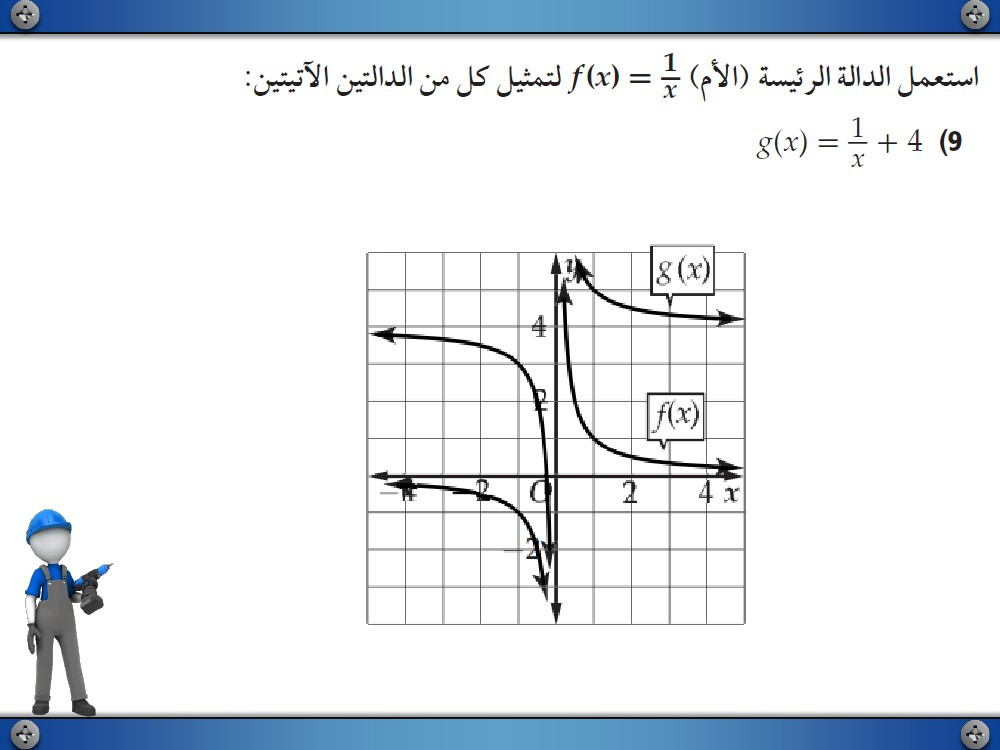 استعمل الدالة الرئيسة (الأم) f(x) = 1/x لتمثيل كل من الدالتين الآتيتين:
9) g(x) = 1/x + 4
y
g(x)
4
2
f(x)
−4 −2 O 2 4 x
−2